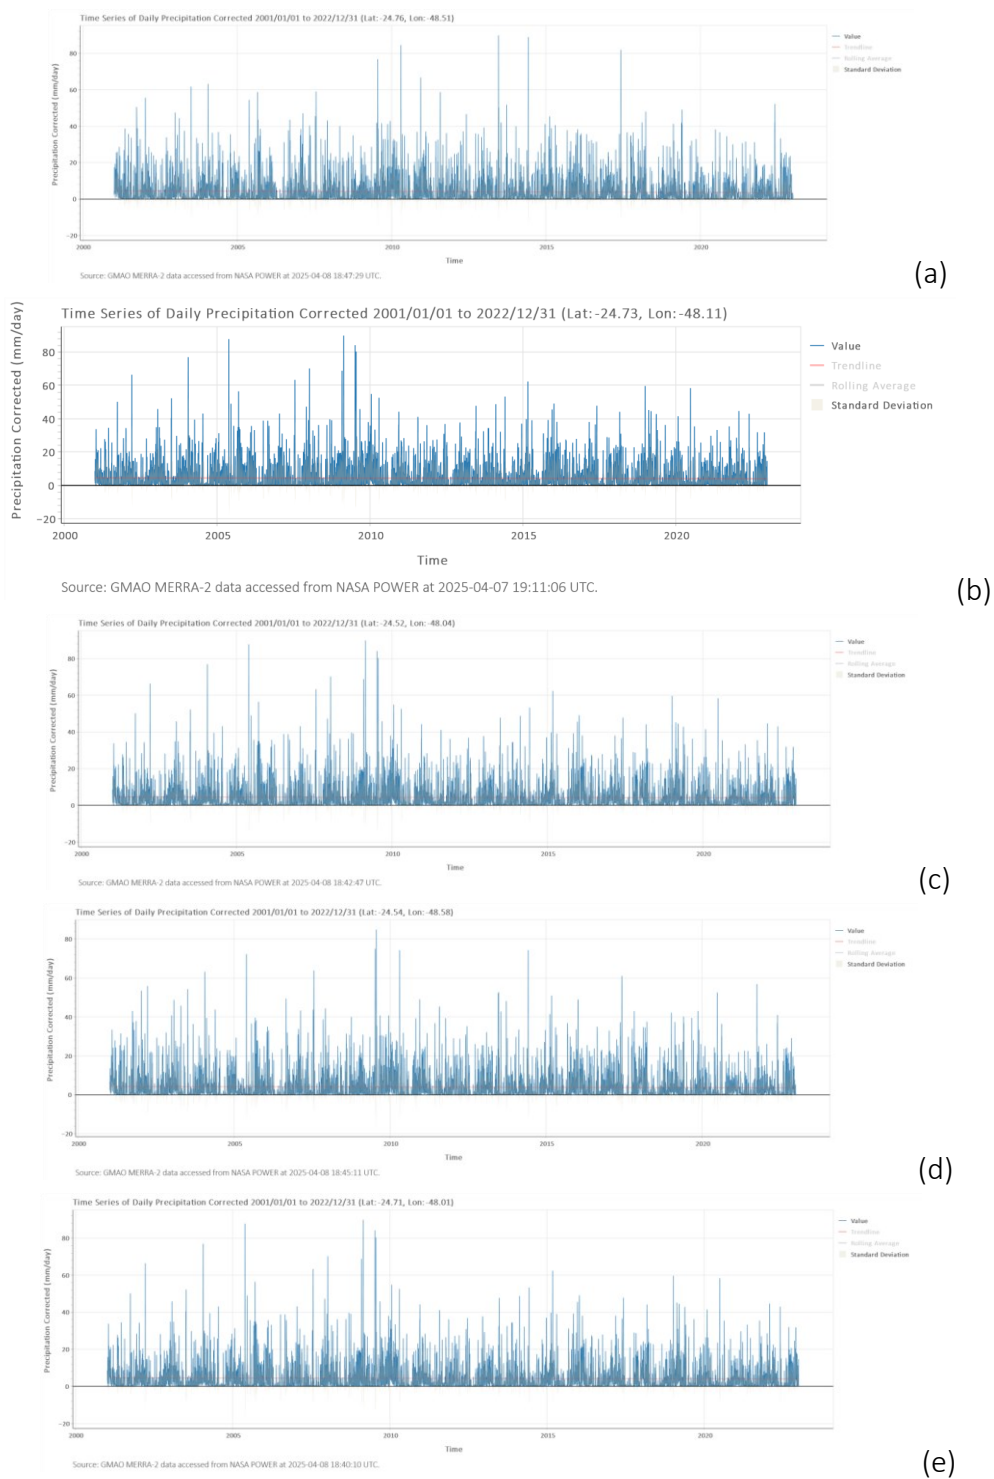 Time Series of Daily Precipitation Corrected 2001/01/01 to 2022/12/31 (Lat:-24.76, Lon:-48.51)
Precipitation Corrected (mm/day)
80
60
40
20
0
−20
2000 2005 2010 2015 2020
Time
Value
Trendline
Rolling Average
Standard Deviation
Source: GMAO MERRA-2 data accessed from NASA POWER at 2025-04-08 18:47:29 UTC.
(a)
Time Series of Daily Precipitation Corrected 2001/01/01 to 2022/12/31 (Lat:-24.73, Lon:-48.11)
Precipitation Corrected (mm/day)
80
60
40
20
0
−20
2000 2005 2010 2015 2020
Time
Value
Trendline
Rolling Average
Standard Deviation
Source: GMAO MERRA-2 data accessed from NASA POWER at 2025-04-07 19:11:06 UTC.
(b)
Time Series of Daily Precipitation Corrected 2001/01/01 to 2022/12/31 (Lat:-24.52, Lon:-48.04)
Precipitation Corrected (mm/day)
80
60
40
20
0
−20
2000 2005 2010 2015 2020
Time
Value
Trendline
Rolling Average
Standard Deviation
Source: GMAO MERRA-2 data accessed from NASA POWER at 2025-04-08 18:42:47 UTC.
(c)
Time Series of Daily Precipitation Corrected 2001/01/01 to 2022/12/31 (Lat:-24.54, Lon:-48.58)
Precipitation Corrected (mm/day)
80
60
40
20
0
−20
2000 2005 2010 2015 2020
Time
Value
Trendline
Rolling Average
Standard Deviation
Source: GMAO MERRA-2 data accessed from NASA POWER at 2025-04-08 18:45:11 UTC.
(d)
Time Series of Daily Precipitation Corrected 2001/01/01 to 2022/12/31 (Lat:-24.71, Lon:-48.01)
Precipitation Corrected (mm/day)
80
60
40
20
0
−20
2000 2005 2010 2015 2020
Time
Value
Trendline
Rolling Average
Standard Deviation
Source: GMAO MERRA-2 data accessed from NASA POWER at 2025-04-08 18:40:10 UTC.
(e)